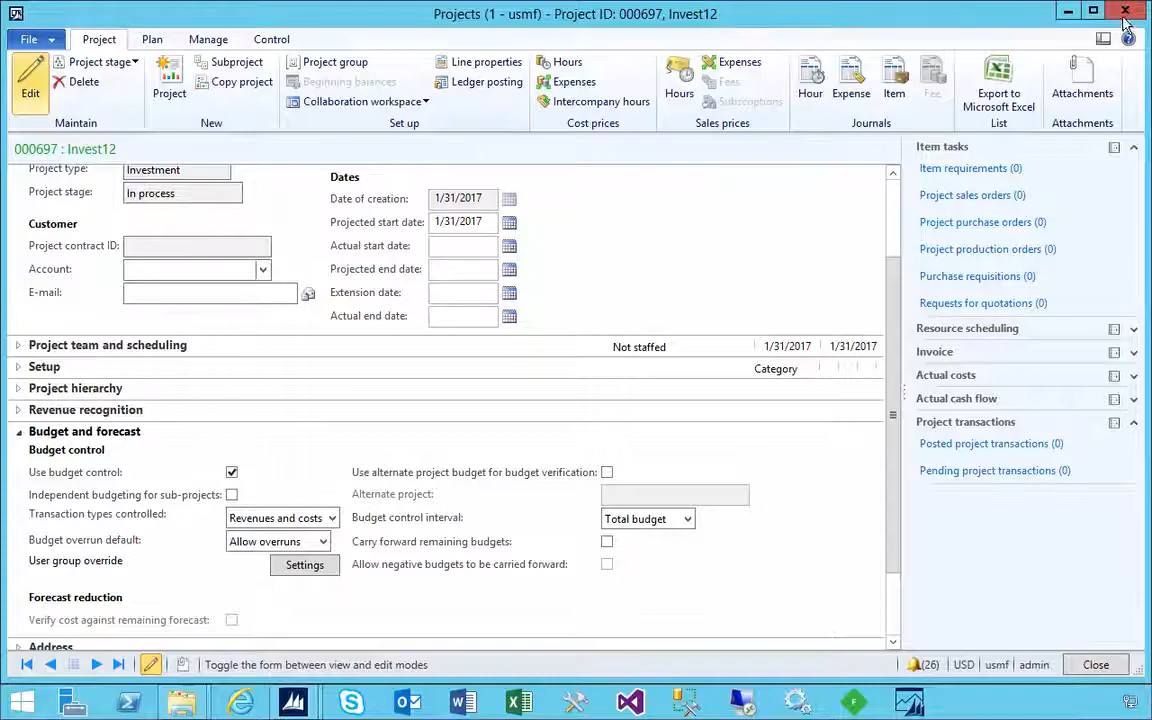 Projects (1 - usmf) - Project ID: 000697, Invest12
File Project Plan Manage Control
Edit
Project stage
Delete
Maintain
Project
Subproject
Copy project
New
Project group
Beginning balances
Collaboration workspace
Line properties
Ledger posting
Set up
Hours
Expenses
Intercompany hours
Cost prices
Hours
Expenses
Fees
Subscriptions
Sales prices
Hour Expense Item Fee
Journals
Export to
Microsoft Excel
List
Attachments
Attachments
000697 : Invest12
Project type: Investment
Project stage: In process
Customer
Project contract ID:
Account:
E-mail:
Dates
Date of creation: 1/31/2017
Projected start date: 1/31/2017
Actual start date:
Projected end date:
Extension date:
Actual end date:
Project team and scheduling Not staffed 1/31/2017 1/31/2017
Setup Category
Project hierarchy
Revenue recognition
Budget and forecast
Budget control
Use budget control:
Independent budgeting for sub-projects:
Transaction types controlled: Revenues and costs
Budget overrun default: Allow overruns
User group override Settings
Use alternate project budget for budget verification:
Alternate project:
Budget control interval: Total budget
Carry forward remaining budgets:
Allow negative budgets to be carried forward:
Forecast reduction
Verify cost against remaining forecast:
Address
Item tasks
Item requirements (0)
Project sales orders (0)
Project purchase orders (0)
Project production orders (0)
Purchase requisitions (0)
Requests for quotations (0)
Resource scheduling
Invoice
Actual costs
Actual cash flow
Project transactions
Posted project transactions (0)
Pending project transactions (0)
Toggle the form between view and edit modes (26) USD usmf admin Close